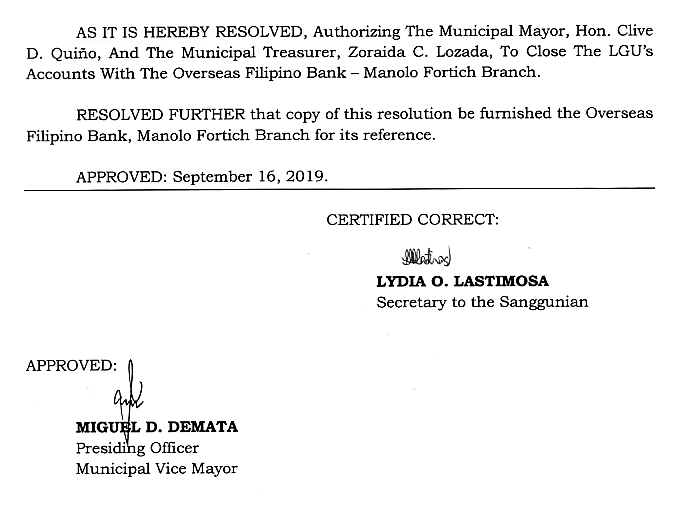 AS IT IS HEREBY RESOLVED, Authorizing The Municipal Mayor, Hon. Clive
D. Quiño, And The Municipal Treasurer, Zoraida C. Lozada, To Close The LGU's
Accounts With The Overseas Filipino Bank – Manolo Fortich Branch.
RESOLVED FURTHER that copy of this resolution be furnished the Overseas
Filipino Bank, Manolo Fortich Branch for its reference.
APPROVED: September 16, 2019.
CERTIFIED CORRECT:
LYDIA O. LASTIMOSA
Secretary to the Sanggunian
APPROVED:
MIGUEL D. DEMATA
Presiding Officer
Municipal Vice Mayor